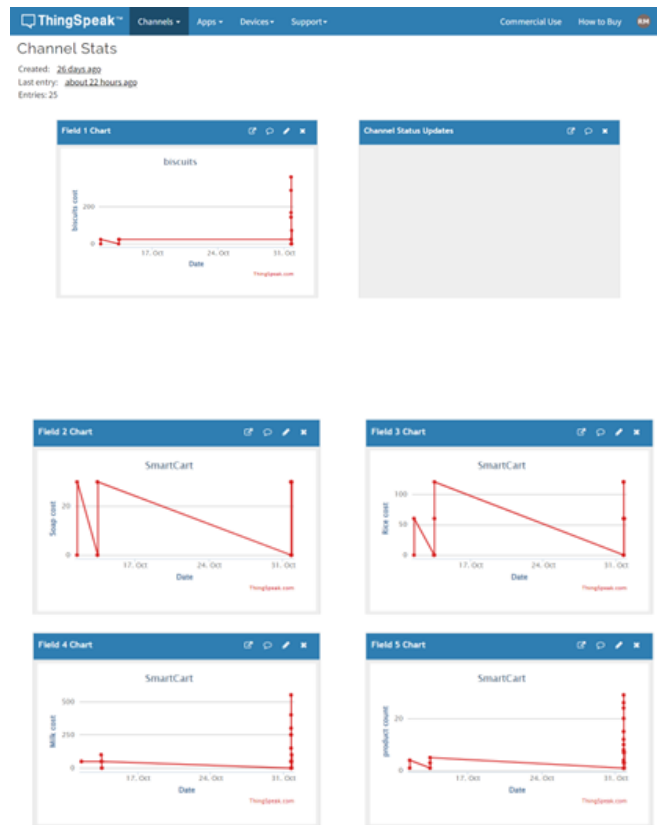 ThingSpeak™ Channels Apps Devices Support Commercial Use How to Buy RM
Channel Stats
Created: 26 days ago
Last entry: about 22 hours ago
Entries: 25
Field 1 Chart
biscuits
biscuits cost
200
0
17. Oct 24. Oct 31. Oct
Date
ThingSpeak.com
Channel Status Updates
Field 2 Chart
SmartCart
Soap cost
20
0
17. Oct 24. Oct 31. Oct
Date
ThingSpeak.com
Field 3 Chart
SmartCart
Rice cost
100
50
0
17. Oct 24. Oct 31. Oct
Date
ThingSpeak.com
Field 4 Chart
SmartCart
Milk cost
500
250
0
17. Oct 24. Oct 31. Oct
Date
ThingSpeak.com
Field 5 Chart
SmartCart
product count
20
0
17. Oct 24. Oct 31. Oct
Date
ThingSpeak.com